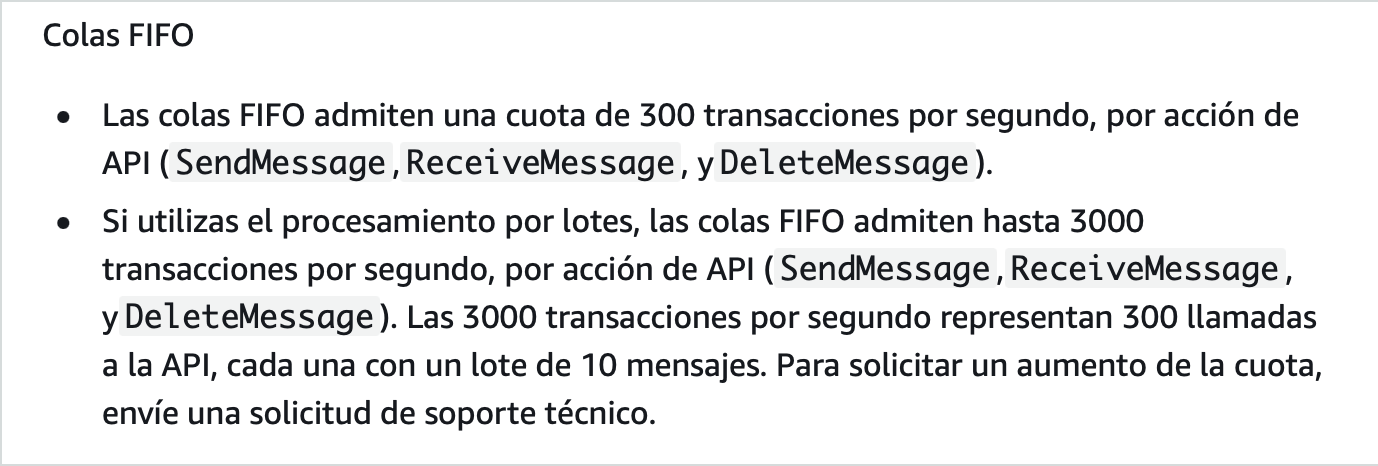 Colas FIFO
• Las colas FIFO admiten una cuota de 300 transacciones por segundo, por acción de
API (SendMessage, ReceiveMessage, y DeleteMessage).
• Si utilizas el procesamiento por lotes, las colas FIFO admiten hasta 3000
transacciones por segundo, por acción de API (SendMessage, ReceiveMessage,
y DeleteMessage). Las 3000 transacciones por segundo representan 300 llamadas
a la API, cada una con un lote de 10 mensajes. Para solicitar un aumento de la cuota,
envíe una solicitud de soporte técnico.